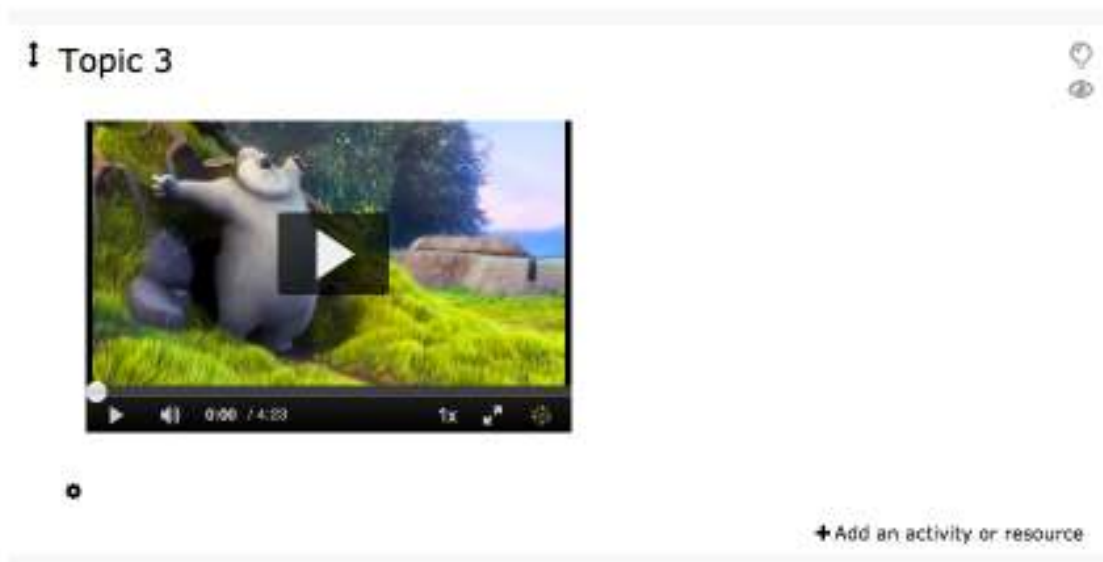 Topic 3
0:00 / 4:23 1x
+Add an activity or resource